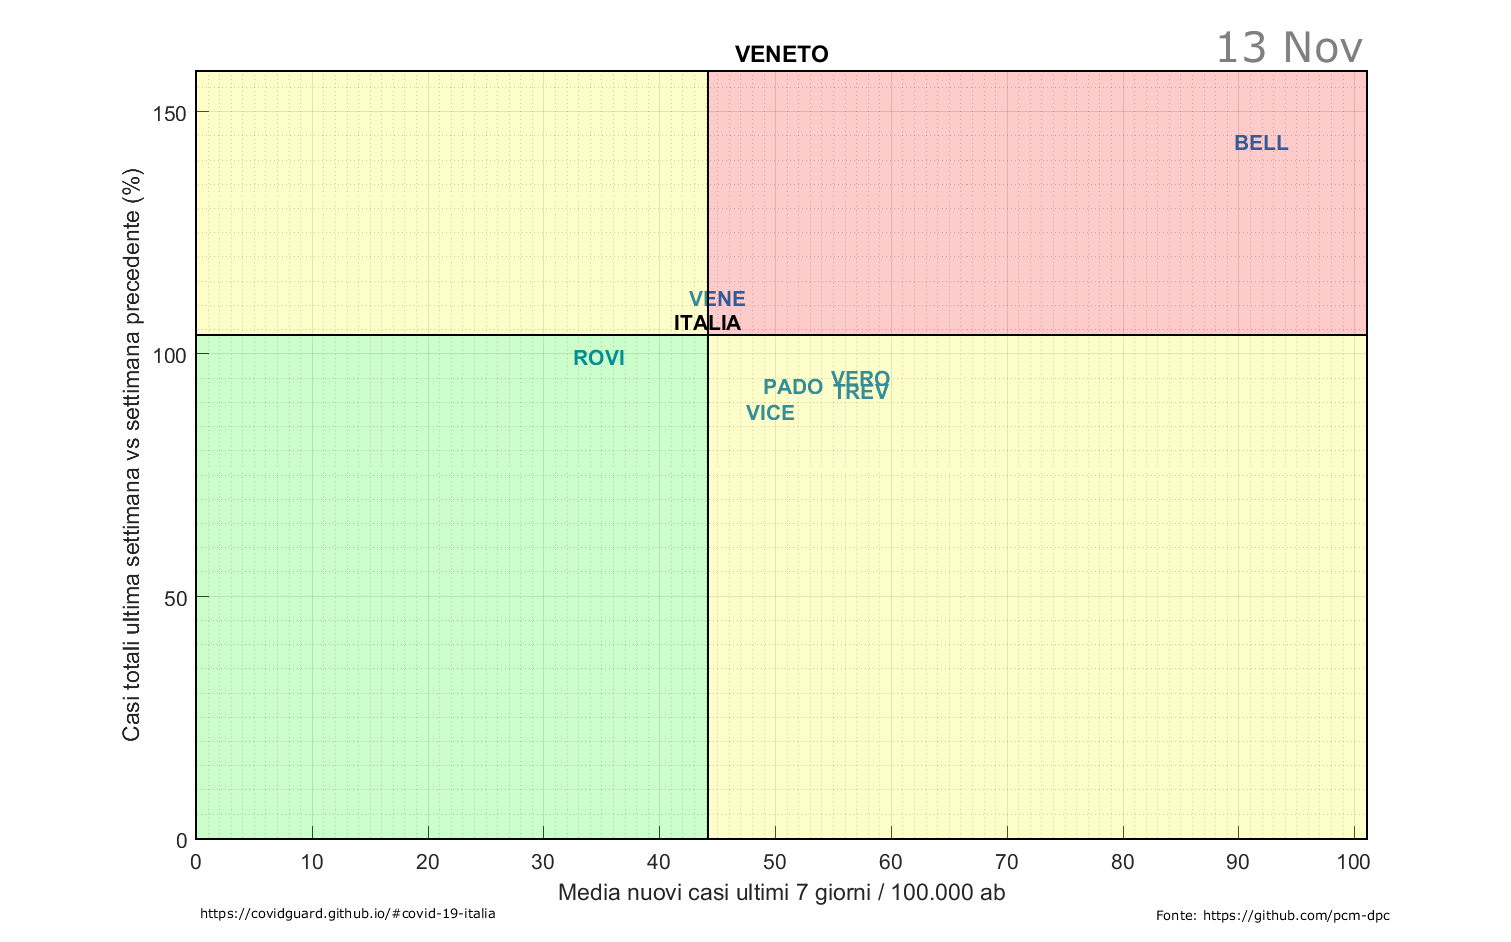 13 Nov
VENETO
Casi totali ultima settimana vs settimana precedente (%)
150
100
50
0
BELL
VENE
ITALIA
ROVI
VERO
PADO
TREV
VICE
0 10 20 30 40 50 60 70 80 90 100
Media nuovi casi ultimi 7 giorni / 100.000 ab
https://covidguard.github.io/#covid-19-italia
Fonte: https://github.com/pcm-dpc